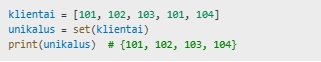 klientai = [101, 102, 103, 101, 104]
unikalus = set(klientai)
print(unikalus)  # {101, 102, 103, 104}